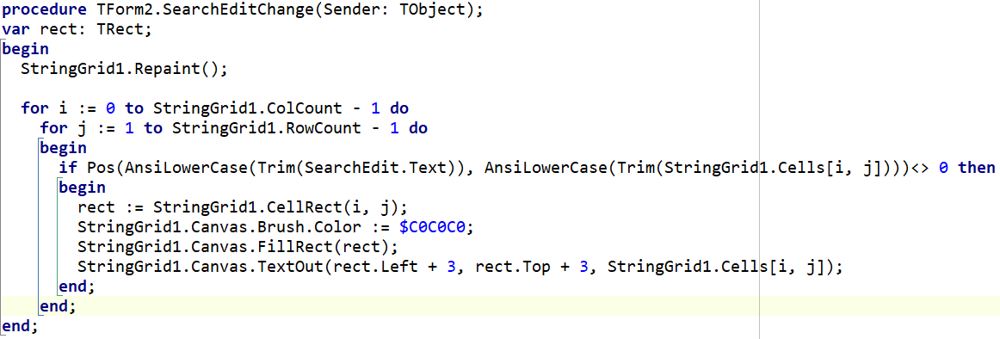 procedure TForm2.SearchEditChange(Sender: TObject);
var rect: TRect;
begin
  StringGrid1.Repaint();

  for i := 0 to StringGrid1.ColCount - 1 do
    for j := 1 to StringGrid1.RowCount - 1 do
    begin
      if Pos(AnsiLowerCase(Trim(SearchEdit.Text)), AnsiLowerCase(Trim(StringGrid1.Cells[i, j])))<> 0 then
      begin
        rect := StringGrid1.CellRect(i, j);
        StringGrid1.Canvas.Brush.Color := $C0C0C0;
        StringGrid1.Canvas.FillRect(rect);
        StringGrid1.Canvas.TextOut(rect.Left + 3, rect.Top + 3, StringGrid1.Cells[i, j]);
      end;
    end;
end;